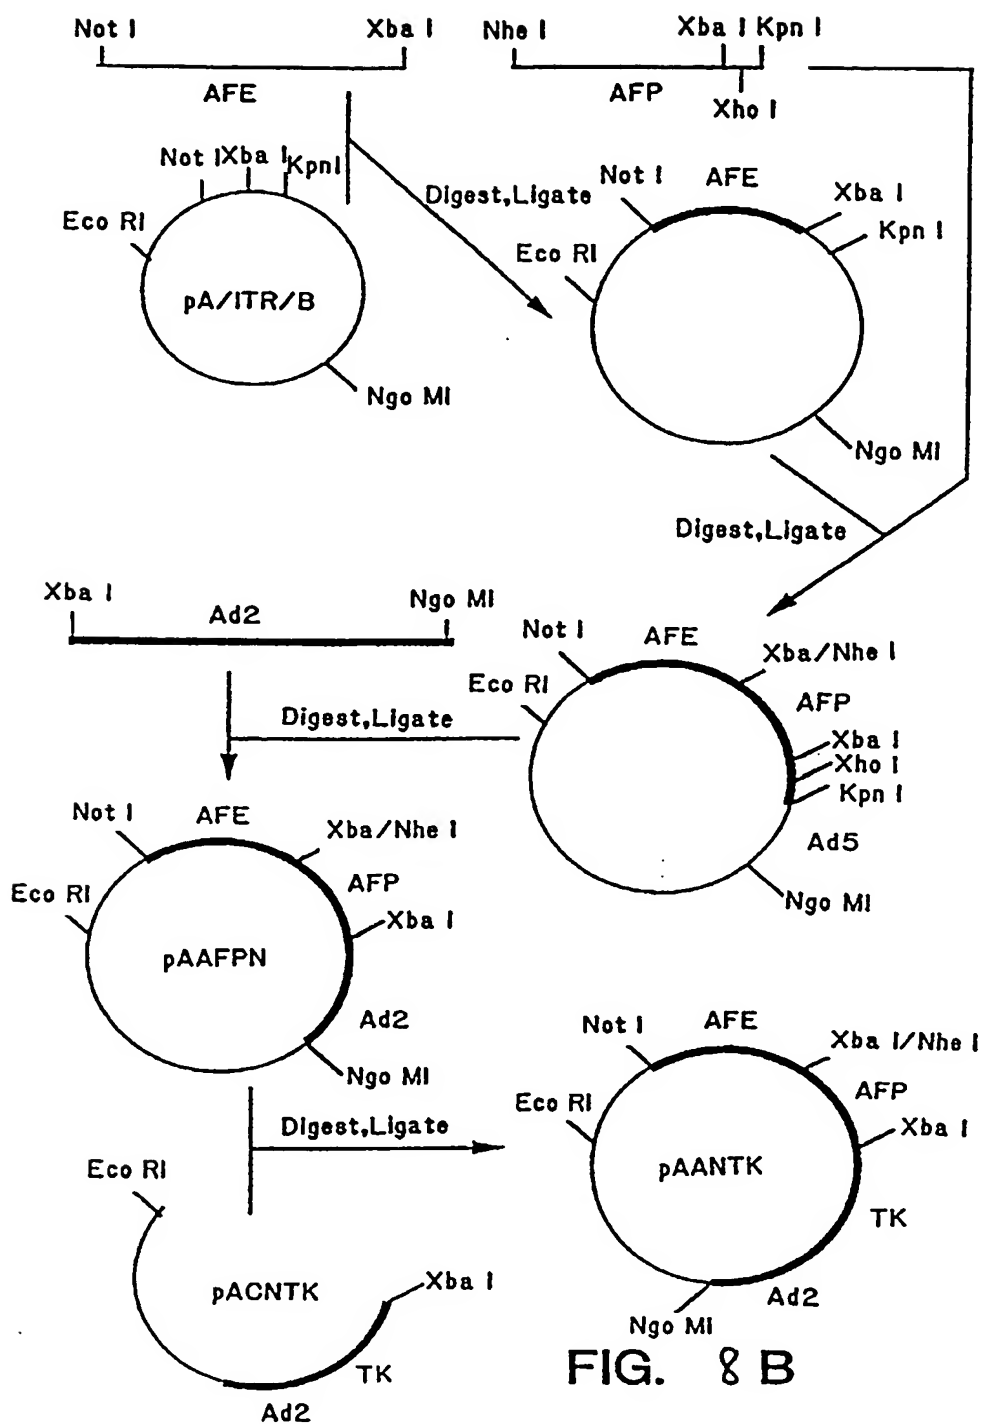 Not I
Xba I
AFE
Nhe I
Xba I
Kpn I
AFP
Xho I
Not I
Xba I
KpnI
Eco RI
pA/ITR/B
Ngo MI
Digest,Ligate
Not I
AFE
Xba I
Kpn I
Eco RI
Ngo MI
Digest,Ligate
Xba I
Ad2
Ngo MI
Digest,Ligate
Not I
AFE
Xba/Nhe I
Eco RI
AFP
Xba I
Xho I
Kpn I
Ad5
Ngo MI
Not I
AFE
Xba/Nhe I
Eco RI
AFP
Xba I
pAAFPN
Ad2
Ngo MI
Digest,Ligate
Eco RI
pACNTK
Xba I
TK
Ad2
Not I
AFE
Xba I/Nhe I
Eco RI
AFP
Xba I
pAANTK
TK
Ad2
Ngo MI
FIG. 8 B